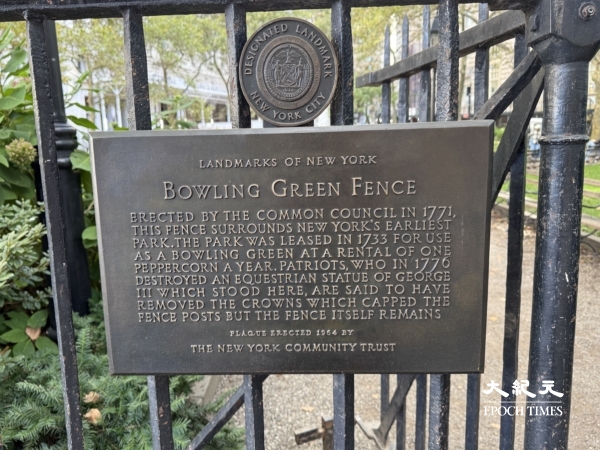 DESIGNATED LANDMARK
NEW YORK CITY
LANDMARKS OF NEW YORK
BOWLING GREEN FENCE
ERECTED BY THE COMMON COUNCIL IN 1771,
THIS FENCE SURROUNDS NEW YORK'S EARLIEST
PARK. THE PARK WAS LEASED IN 1733 FOR USE
AS A BOWLING GREEN AT A RENTAL OF ONE
PEPPERCORN A YEAR. PATRIOTS, WHO IN 1776
DESTROYED AN EQUESTRIAN STATUE OF GEORGE
III WHICH STOOD HERE, ARE SAID TO HAVE
REMOVED THE CROWNS WHICH CAPPED THE
FENCE POSTS BUT THE FENCE ITSELF REMAINS
PLAQUE ERECTED 1964 BY
THE NEW YORK COMMUNITY TRUST
大紀元
EPOCH TIMES